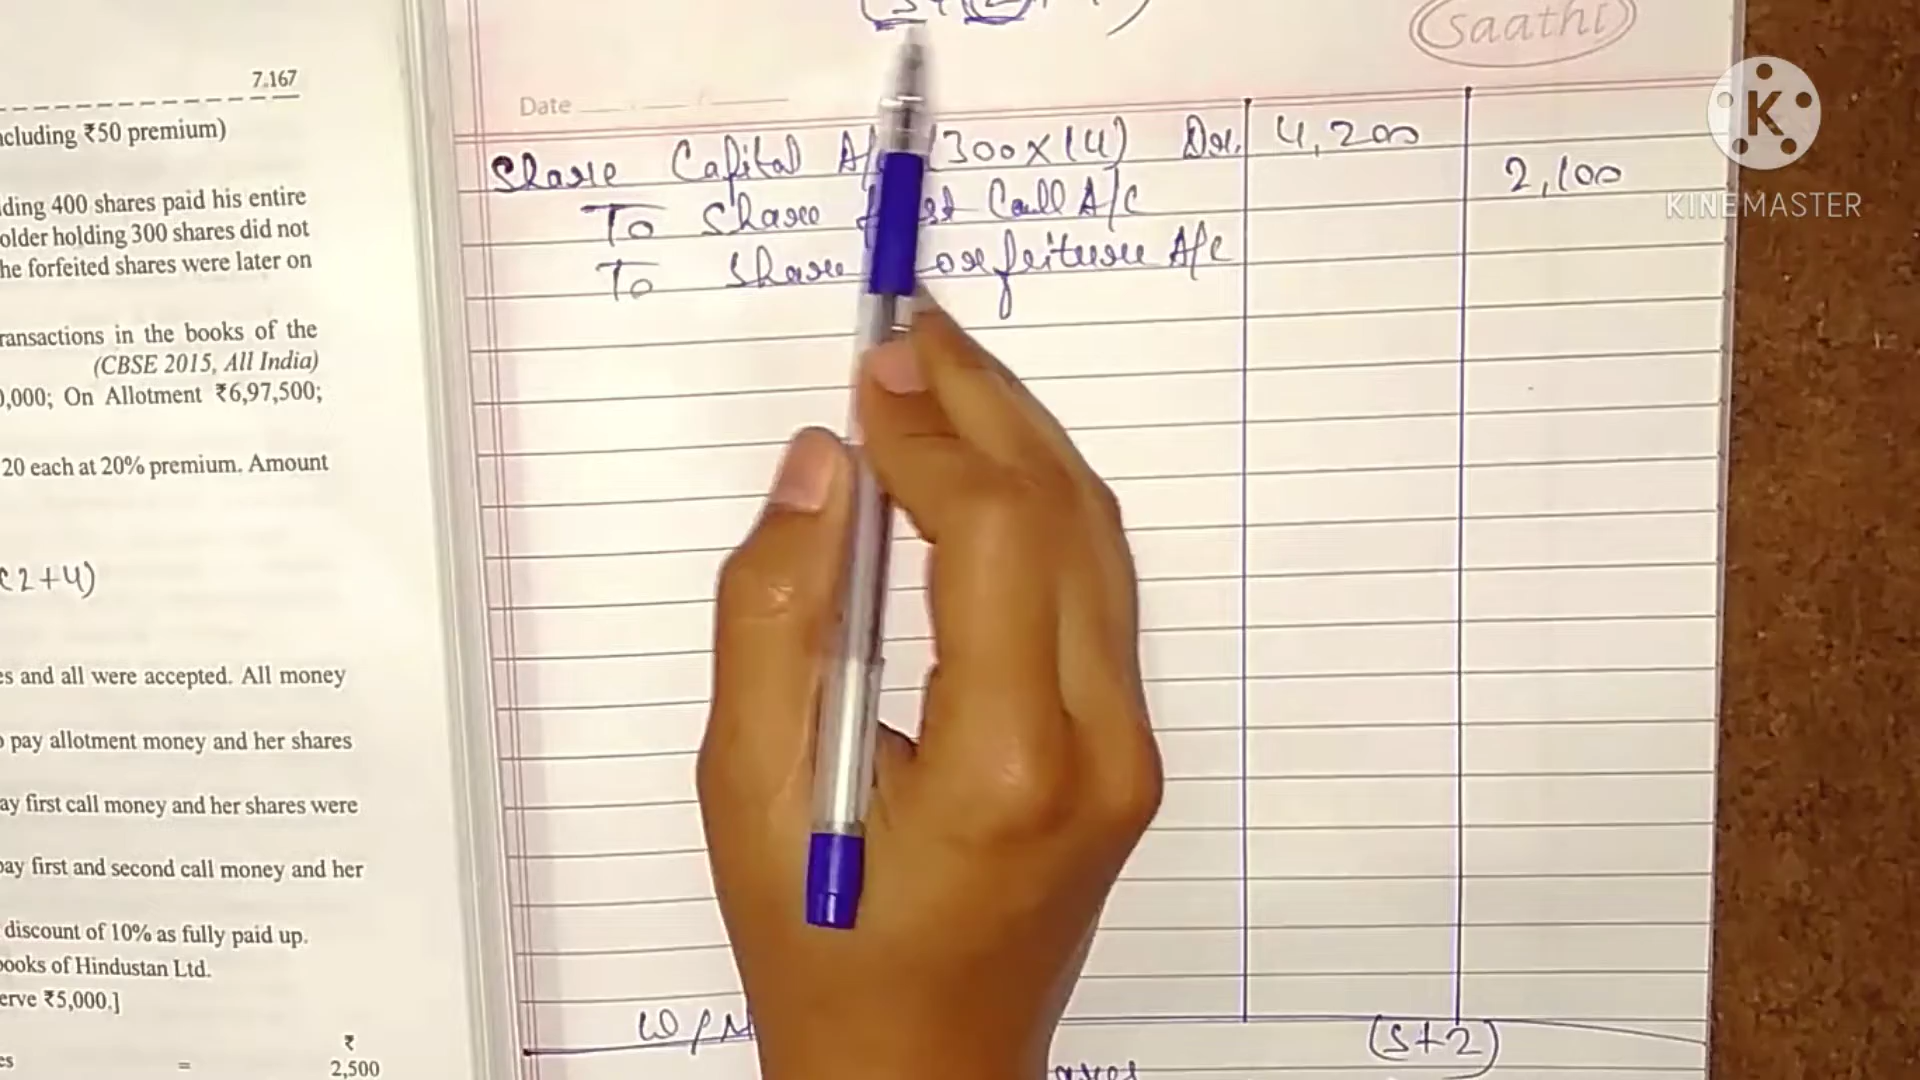 7.167
ncluding ₹50 premium)
ding 400 shares paid his entire
older holding 300 shares did not
he forfeited shares were later on
ransactions in the books of the
(CBSE 2015, All India)
0,000; On Allotment ₹6,97,500;
20 each at 20% premium. Amount
(2+4)
es and all were accepted. All money
o pay allotment money and her shares
ay first call money and her shares were
pay first and second call money and her
discount of 10% as fully paid up.
books of Hindustan Ltd.
erve ₹5,000.]
₹
es = 2,500
saathi
Date
Share Capital A/c (300×14) Dr. 4,200
To Share Call A/c 2,100
To Share A/c
(5+2)
KINEMASTER
K